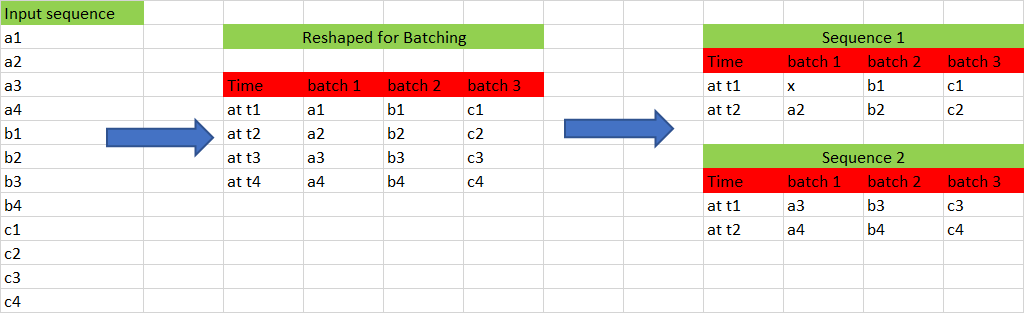 Input sequence
a1
a2
a3
a4
b1
b2
b3
b4
c1
c2
c3
c4
Reshaped for Batching
Time batch 1 batch 2 batch 3
at t1 a1 b1 c1
at t2 a2 b2 c2
at t3 a3 b3 c3
at t4 a4 b4 c4
Sequence 1
Time batch 1 batch 2 batch 3
at t1 x b1 c1
at t2 a2 b2 c2
Sequence 2
Time batch 1 batch 2 batch 3
at t1 a3 b3 c3
at t2 a4 b4 c4